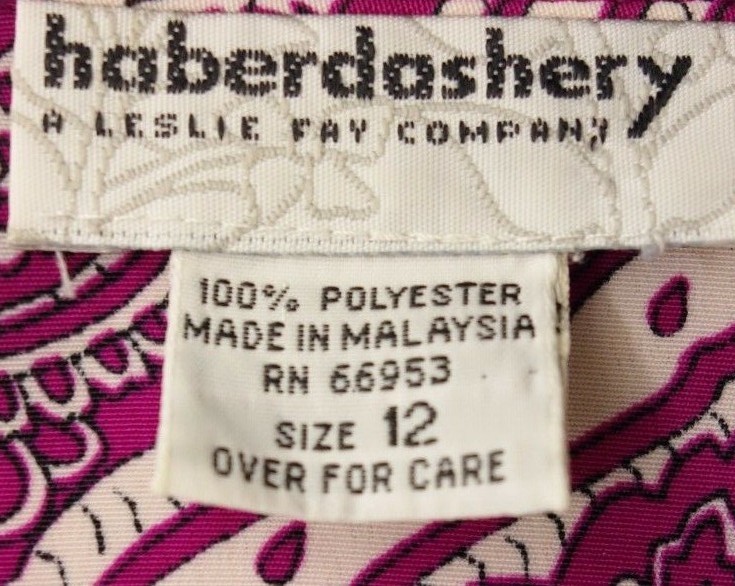 haberdashery
A LESLIE FAY COMPANY
100% POLYESTER
MADE IN MALAYSIA
RN 66953
SIZE 12
OVER FOR CARE